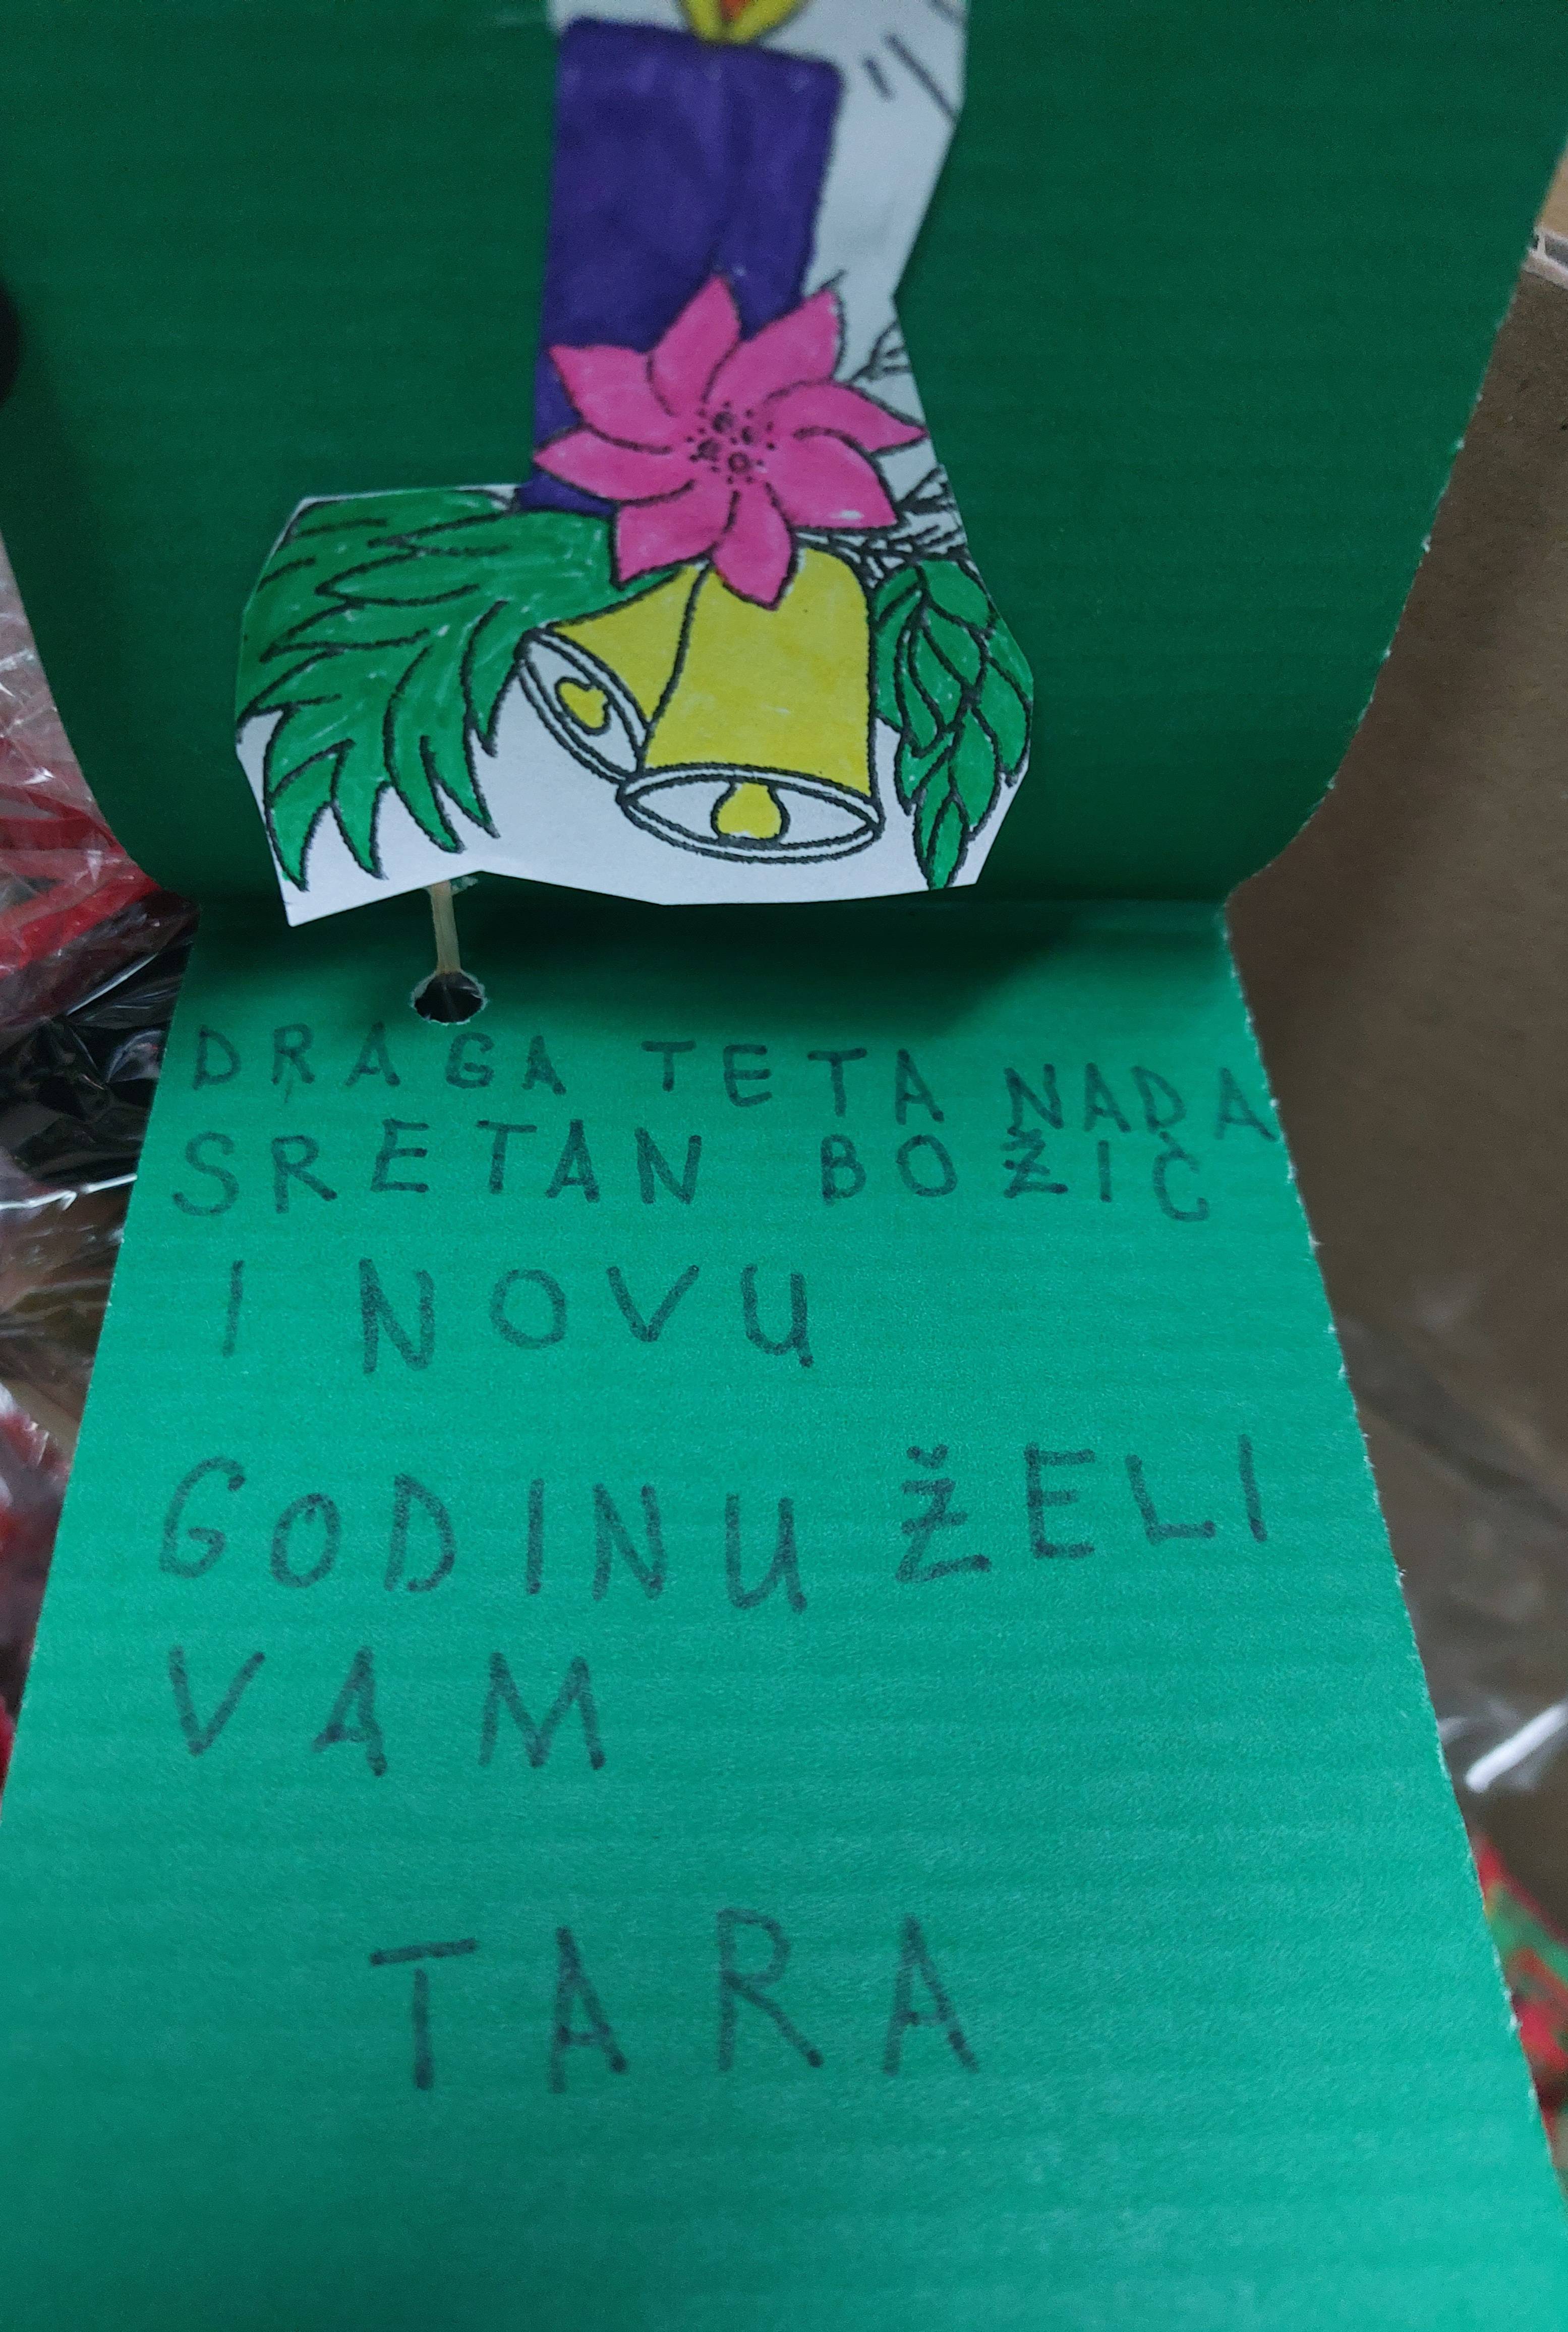 DRAGA TETA NADA
SRETAN BOŽIĆ
I NOVU
GODINU ŽELI
VAM
TARA